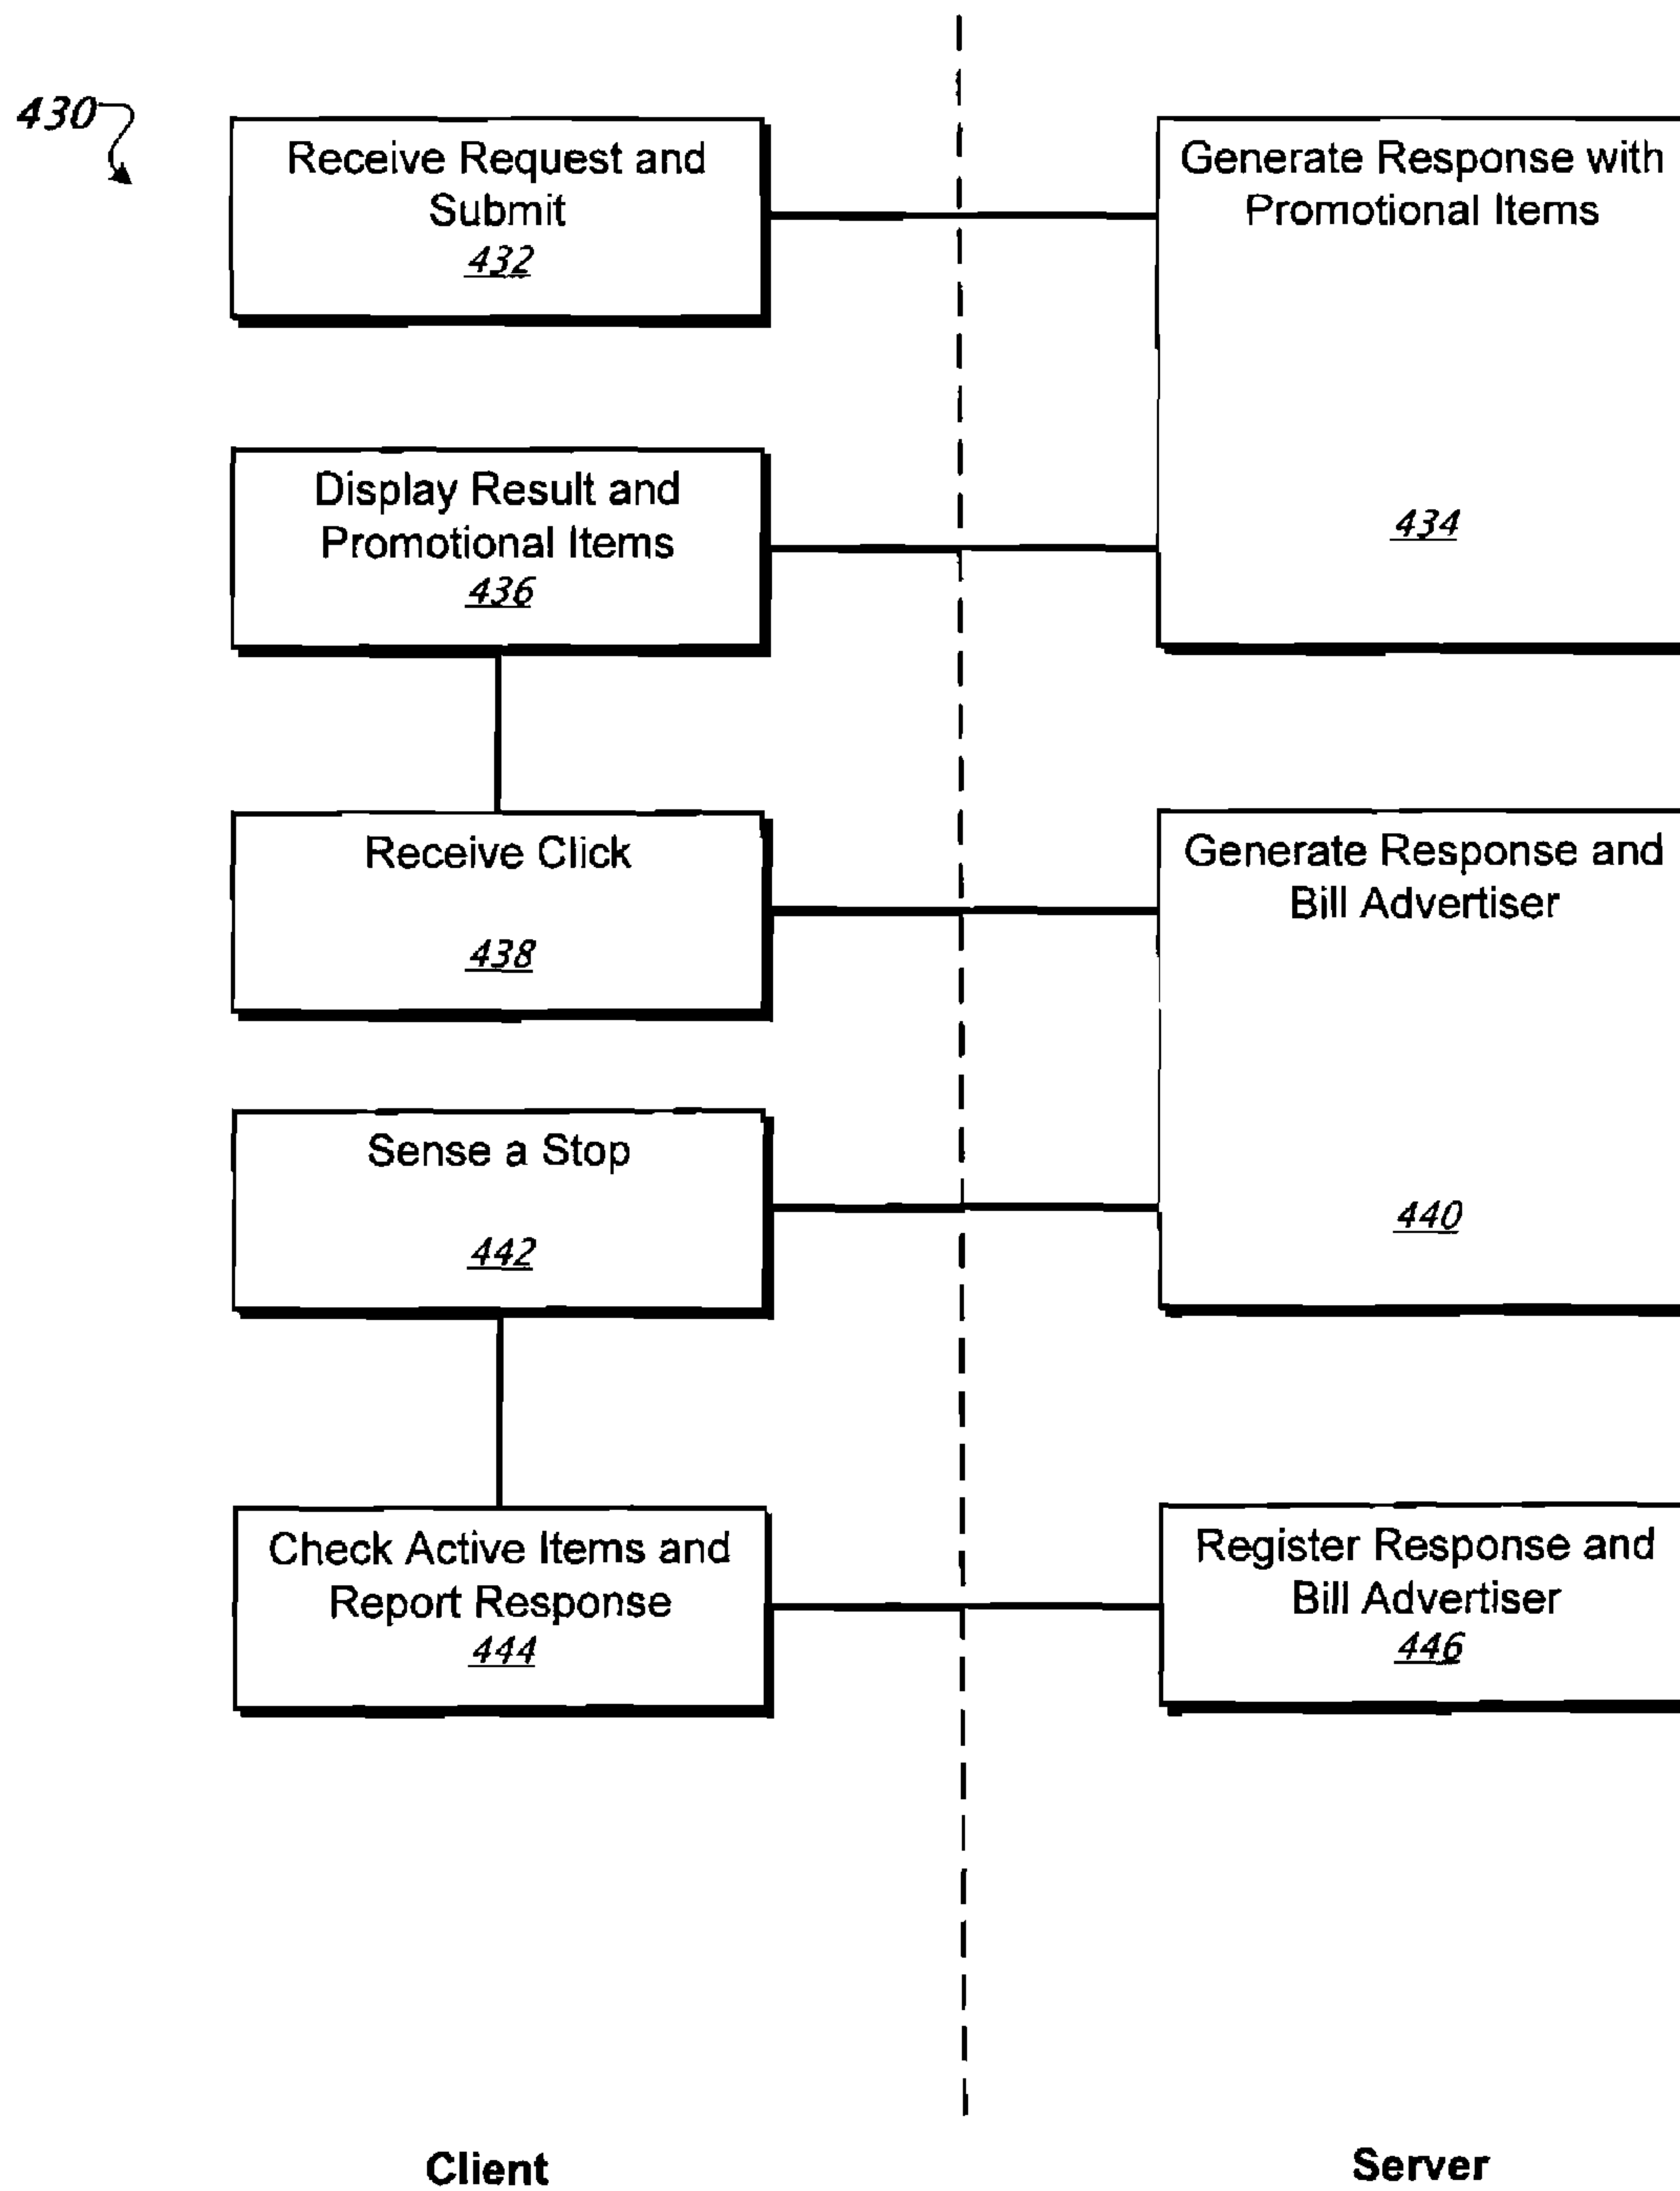 430
Receive Request and
Submit
432
Generate Response with
Promotional Items
434
Display Result and
Promotional Items
436
Receive Click
438
Generate Response and
Bill Advertiser
440
Sense a Stop
442
Check Active Items and
Report Response
444
Register Response and
Bill Advertiser
446
Client
Server